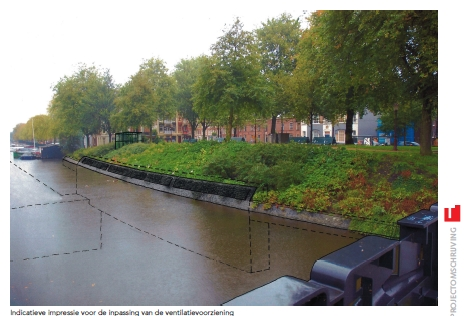 PROJECTOMSCHRIJVING
Indicatieve impressie voor de inpassing van de ventilatievoorziening